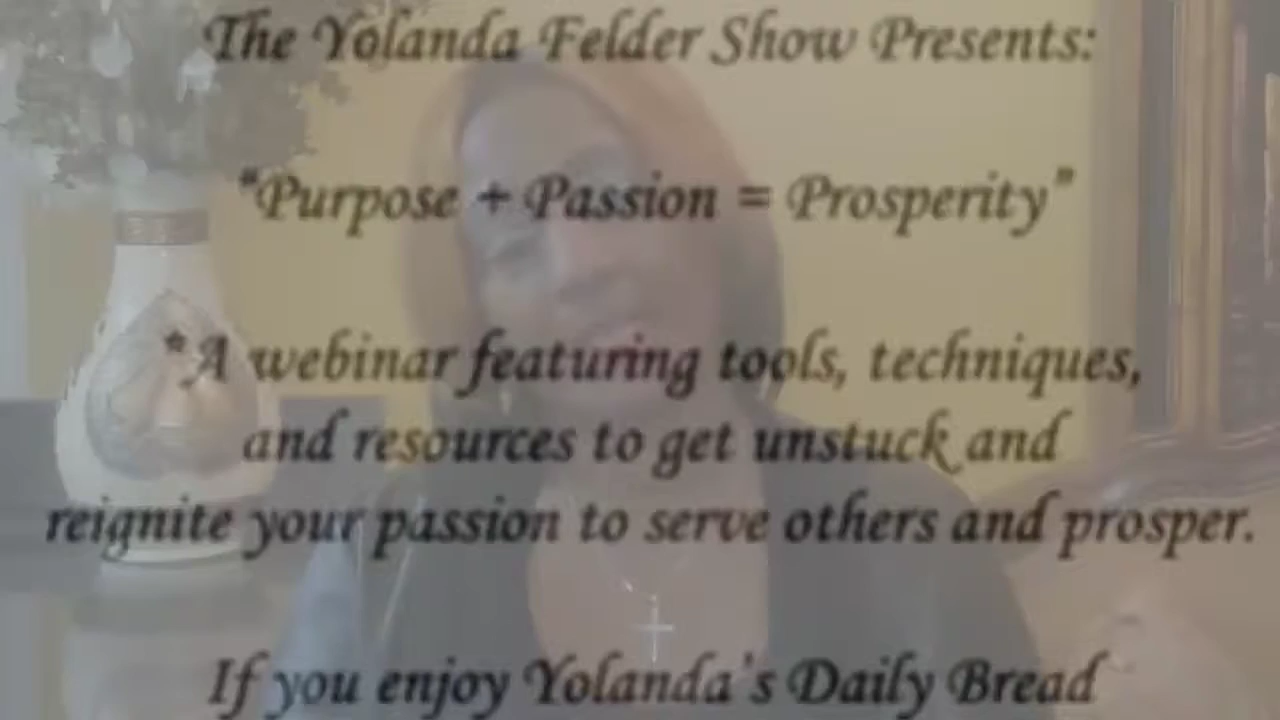 The Yolanda Felder Show Presents:
"Purpose + Passion = Prosperity"
*A webinar featuring tools, techniques,
and resources to get unstuck and
reignite your passion to serve others and prosper.
If you enjoy Yolanda's Daily Bread